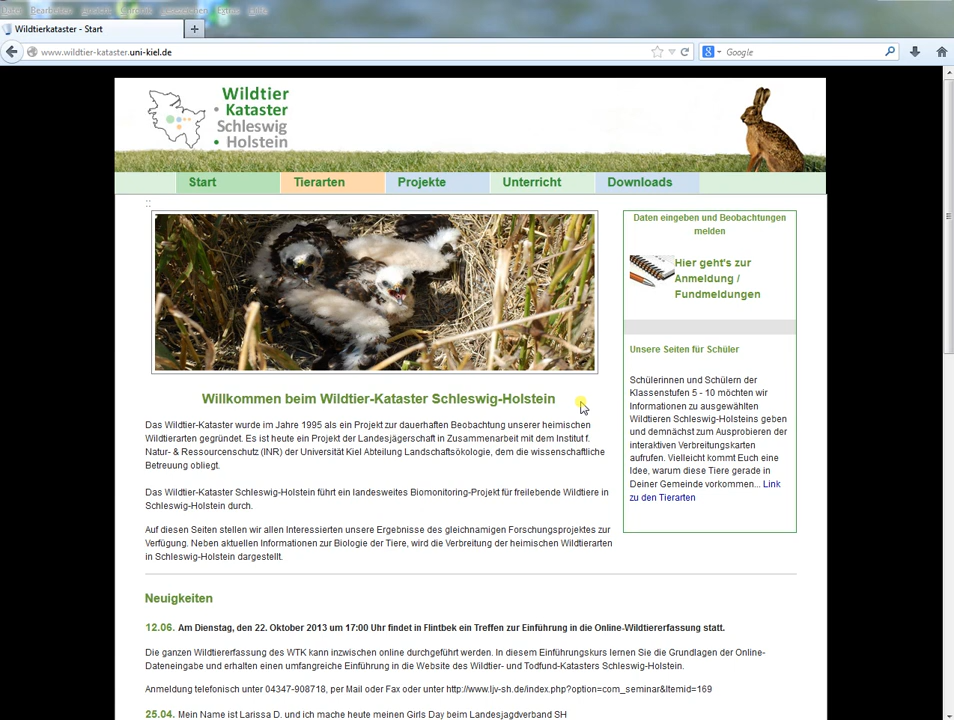 Datei Bearbeiten Ansicht Chronik Lesezeichen Extras Hilfe
Wildtierkataster - Start
www.wildtier-kataster.uni-kiel.de
Google
Wildtier
Kataster
Schleswig
Holstein
Start Tierarten Projekte Unterricht Downloads
::
Daten eingeben und Beobachtungen
melden
Hier geht's zur
Anmeldung /
Fundmeldungen
Unsere Seiten für Schüler
Schülerinnen und Schülern der
Klassenstufen 5 - 10 möchten wir
Informationen zu ausgewählten
Wildtieren Schleswig-Holsteins geben
und demnächst zum Ausprobieren der
interaktiven Verbreitungskarten
aufrufen. Vielleicht kommt Euch eine
Idee, warum diese Tiere gerade in
Deiner Gemeinde vorkommen... Link
zu den Tierarten
Willkommen beim Wildtier-Kataster Schleswig-Holstein
Das Wildtier-Kataster wurde im Jahre 1995 als ein Projekt zur dauerhaften Beobachtung unserer heimischen
Wildtierarten gegründet. Es ist heute ein Projekt der Landesjägerschaft in Zusammenarbeit mit dem Institut f.
Natur- & Ressourcenschutz (INR) der Universität Kiel Abteilung Landschaftsökologie, dem die wissenschaftliche
Betreuung obliegt.
Das Wildtier-Kataster Schleswig-Holstein führt ein landesweites Biomonitoring-Projekt für freilebende Wildtiere in
Schleswig-Holstein durch.
Auf diesen Seiten stellen wir allen Interessierten unsere Ergebnisse des gleichnamigen Forschungsprojektes zur
Verfügung. Neben aktuellen Informationen zur Biologie der Tiere, wird die Verbreitung der heimischen Wildtierarten
in Schleswig-Holstein dargestellt.
Neuigkeiten
12.06. Am Dienstag, den 22. Oktober 2013 um 17:00 Uhr findet in Flintbek ein Treffen zur Einführung in die Online-Wildtiererfassung statt.
Die ganzen Wildtiererfassung des WTK kann inzwischen online durchgeführt werden. In diesem Einführungskurs lernen Sie die Grundlagen der Online-
Dateneingabe und erhalten einen umfangreiche Einführung in die Website des Wildtier- und Todfund-Katasters Schleswig-Holstein.
Anmeldung telefonisch unter 04347-908718, per Mail oder Fax oder unter http://www.ljv-sh.de/index.php?option=com_seminar&Itemid=169
25.04. Mein Name ist Larissa D. und ich mache heute meinen Girls Day beim Landesjagdverband SH